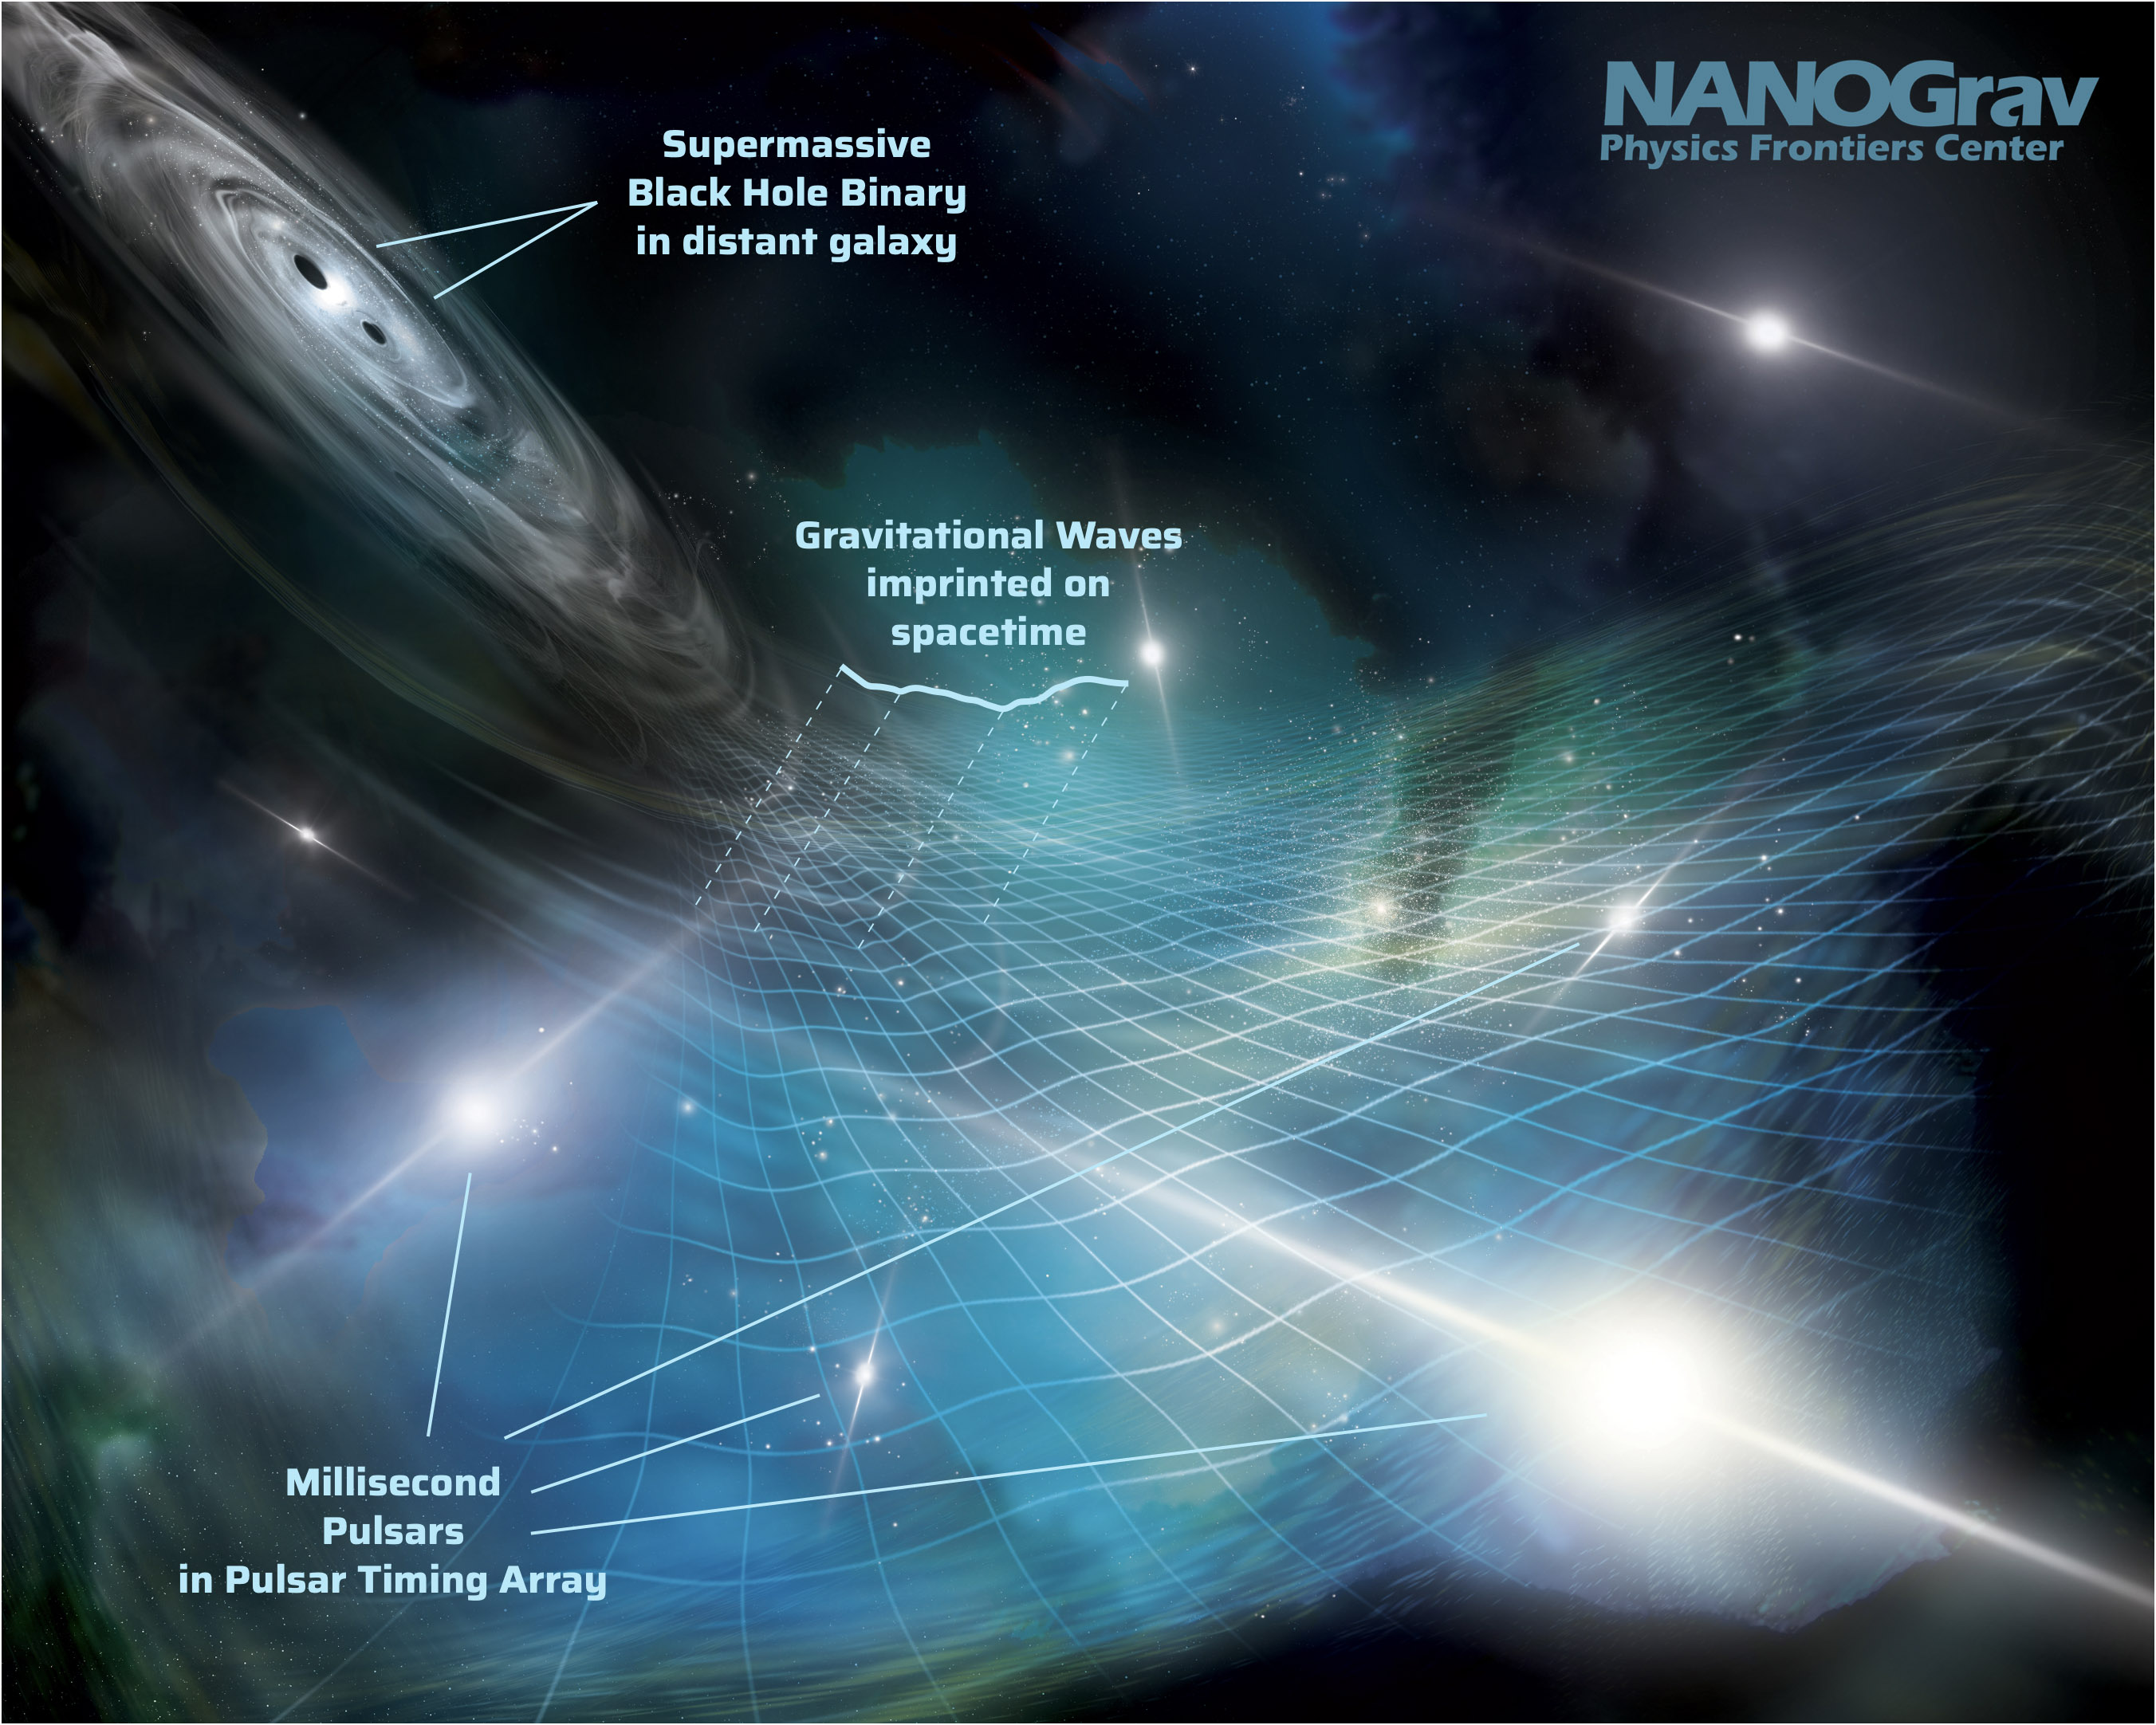 NANOGrav
Physics Frontiers Center
Supermassive
Black Hole Binary
in distant galaxy
Gravitational Waves
imprinted on
spacetime
Millisecond
Pulsars
in Pulsar Timing Array